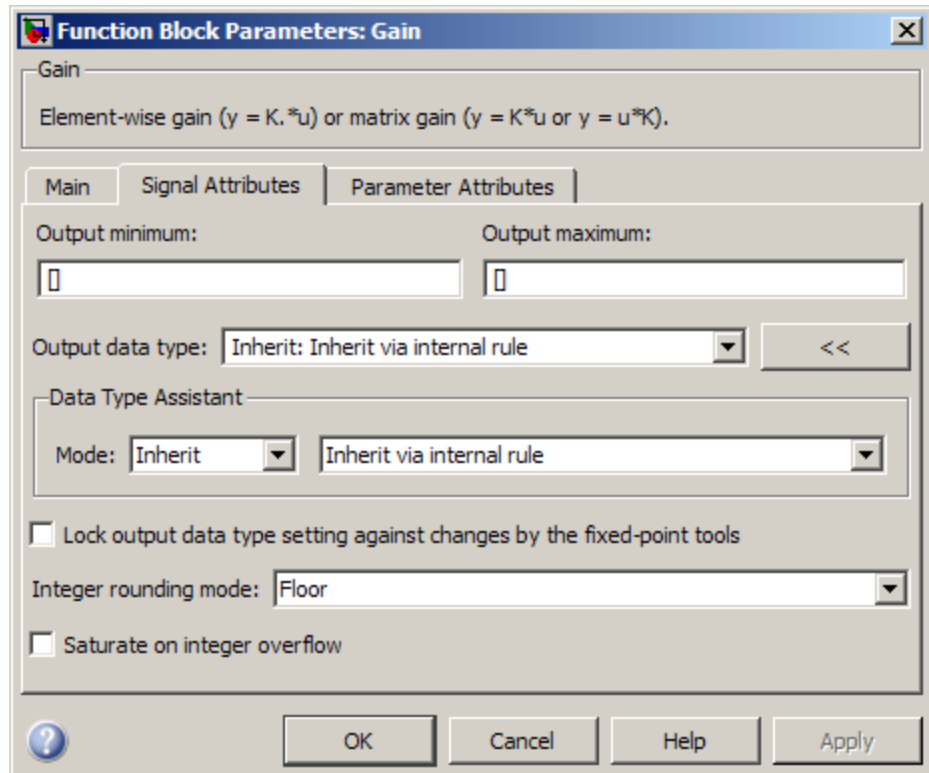 Function Block Parameters: Gain
Gain
Element-wise gain (y = K.*u) or matrix gain (y = K*u or y = u*K).
Main Signal Attributes Parameter Attributes
Output minimum: Output maximum:
[] []
Output data type: Inherit: Inherit via internal rule <<
Data Type Assistant
Mode: Inherit Inherit via internal rule
Lock output data type setting against changes by the fixed-point tools
Integer rounding mode: Floor
Saturate on integer overflow
? OK Cancel Help Apply